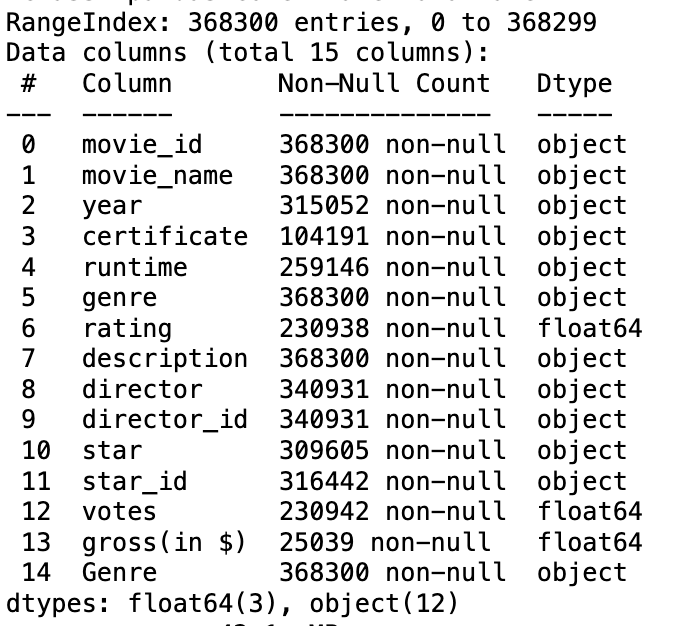 RangeIndex: 368300 entries, 0 to 368299
Data columns (total 15 columns):
 #   Column       Non-Null Count   Dtype
---  ------       --------------   -----
 0   movie_id     368300 non-null  object
 1   movie_name   368300 non-null  object
 2   year         315052 non-null  object
 3   certificate  104191 non-null  object
 4   runtime      259146 non-null  object
 5   genre        368300 non-null  object
 6   rating       230938 non-null  float64
 7   description  368300 non-null  object
 8   director     340931 non-null  object
 9   director_id  340931 non-null  object
 10  star         309605 non-null  object
 11  star_id      316442 non-null  object
 12  votes        230942 non-null  float64
 13  gross(in $)  25039 non-null   float64
 14  Genre        368300 non-null  object
dtypes: float64(3), object(12)